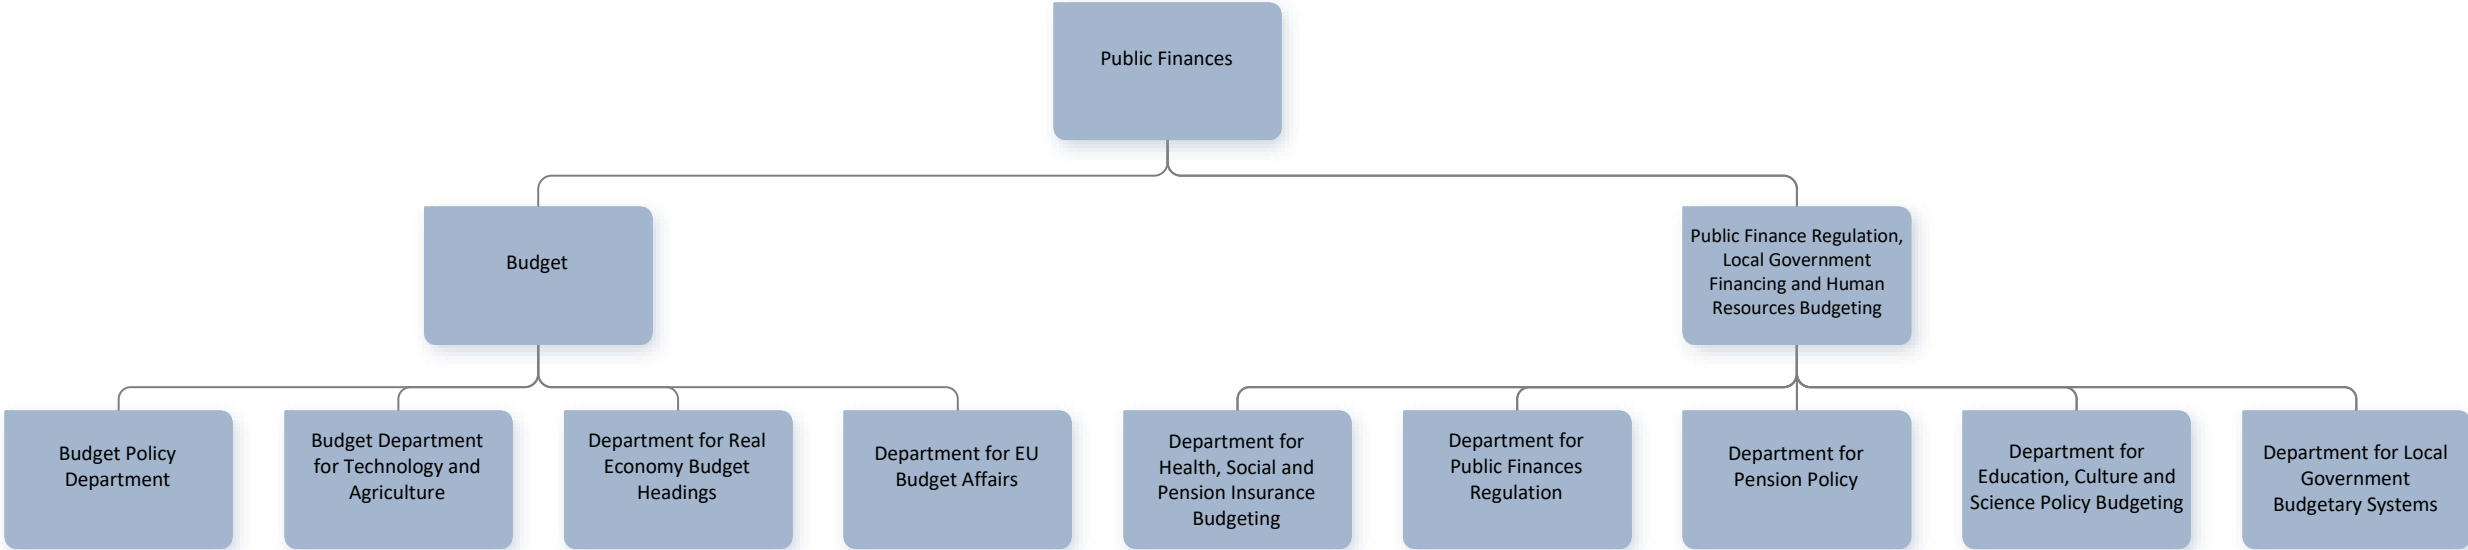 Public Finances
Budget
Public Finance Regulation,
Local Government
Financing and Human
Resources Budgeting
Budget Policy
Department
Budget Department
for Technology and
Agriculture
Department for Real
Economy Budget
Headings
Department for EU
Budget Affairs
Department for
Health, Social and
Pension Insurance
Budgeting
Department for
Public Finances
Regulation
Department for
Pension Policy
Department for
Education, Culture and
Science Policy Budgeting
Department for Local
Government
Budgetary Systems